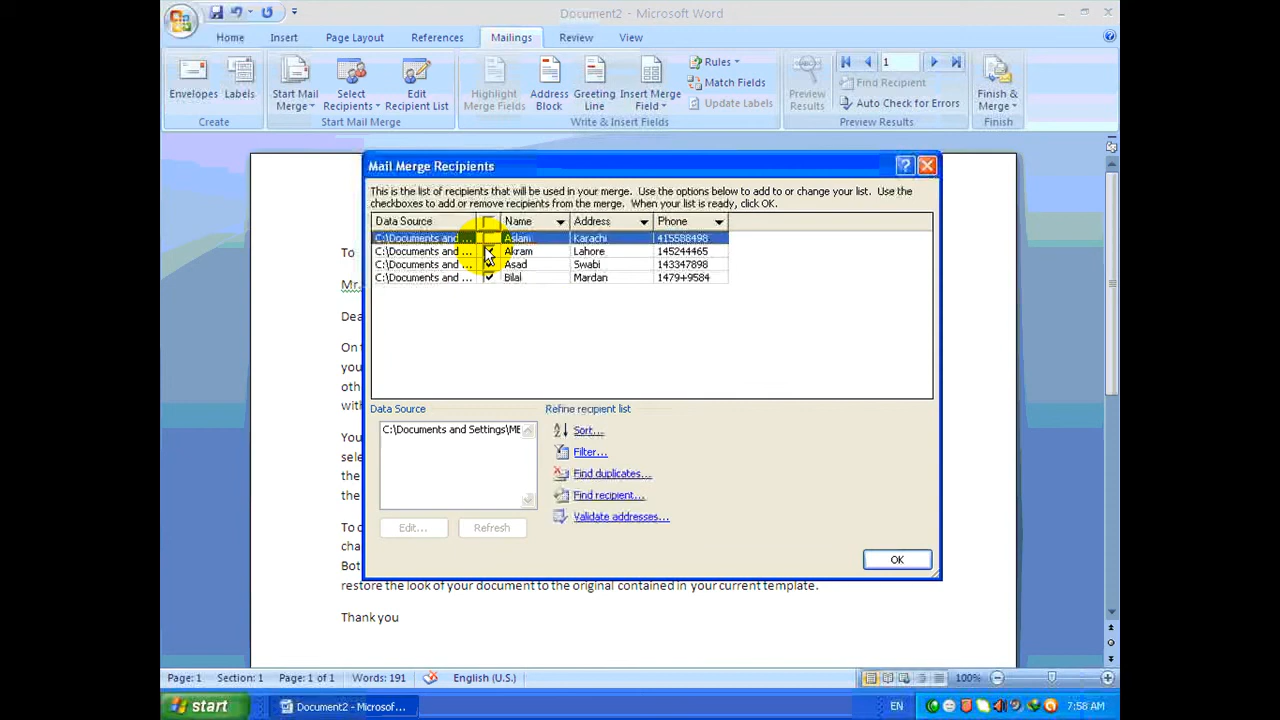 Document2 - Microsoft Word
Home Insert Page Layout References Mailings Review View
Envelopes
Labels
Start Mail Merge
Select Recipients
Edit Recipient List
Highlight Merge Fields
Address Block
Greeting Line
Insert Merge Field
Rules
Match Fields
Update Labels
Preview Results
1
Find Recipient
Auto Check for Errors
Finish & Merge
Create Start Mail Merge Write & Insert Fields Preview Results Finish
Mail Merge Recipients
This is the list of recipients that will be used in your merge. Use the options below to add to or change your list. Use the
checkboxes to add or remove recipients from the merge. When your list is ready, click OK.
Data Source Name Address Phone
C:\Documents and ... Aslam Karachi 415588498
C:\Documents and ... Akram Lahore 145244465
C:\Documents and ... Asad Swabi 143347898
C:\Documents and ... Bilal Mardan 1479+9584
Data Source
C:\Documents and Settings\ME
Edit... Refresh
Refine recipient list
Sort...
Filter...
Find duplicates...
Find recipient...
Validate addresses...
OK
To
Mr.
Dea
On
you
oth
with
You
sele
the
the
To c
cha
Bot
restore the look of your document to the original contained in your current template.
Thank you
Page: 1 Section: 1 Page: 1 of 1 Words: 191 English (U.S.) 100%
start Document2 - Microsof... EN 7:58 AM